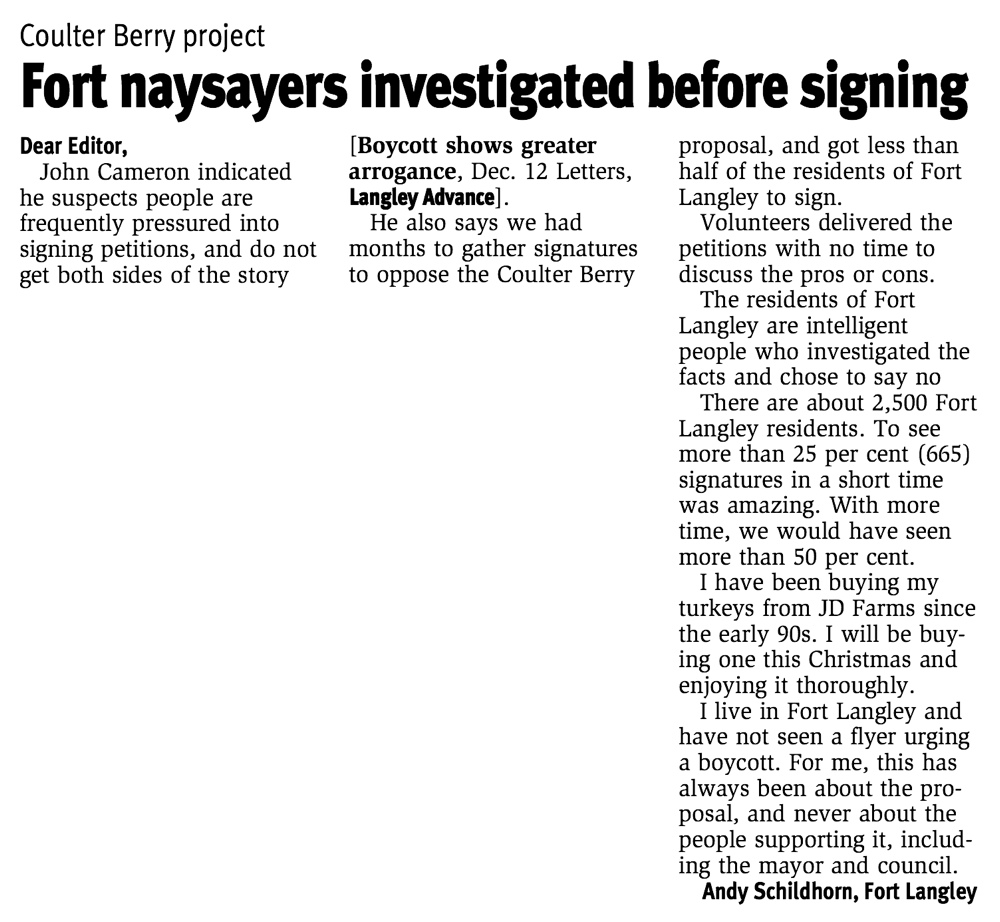 Coulter Berry project
Fort naysayers investigated before signing
Dear Editor,
John Cameron indicated
he suspects people are
frequently pressured into
signing petitions, and do not
get both sides of the story
[Boycott shows greater
arrogance, Dec. 12 Letters,
Langley Advance].
He also says we had
months to gather signatures
to oppose the Coulter Berry
proposal, and got less than
half of the residents of Fort
Langley to sign.
Volunteers delivered the
petitions with no time to
discuss the pros or cons.
The residents of Fort
Langley are intelligent
people who investigated the
facts and chose to say no
There are about 2,500 Fort
Langley residents. To see
more than 25 per cent (665)
signatures in a short time
was amazing. With more
time, we would have seen
more than 50 per cent.
I have been buying my
turkeys from JD Farms since
the early 90s. I will be buy-
ing one this Christmas and
enjoying it thoroughly.
I live in Fort Langley and
have not seen a flyer urging
a boycott. For me, this has
always been about the pro-
posal, and never about the
people supporting it, includ-
ing the mayor and council.
Andy Schildhorn, Fort Langley